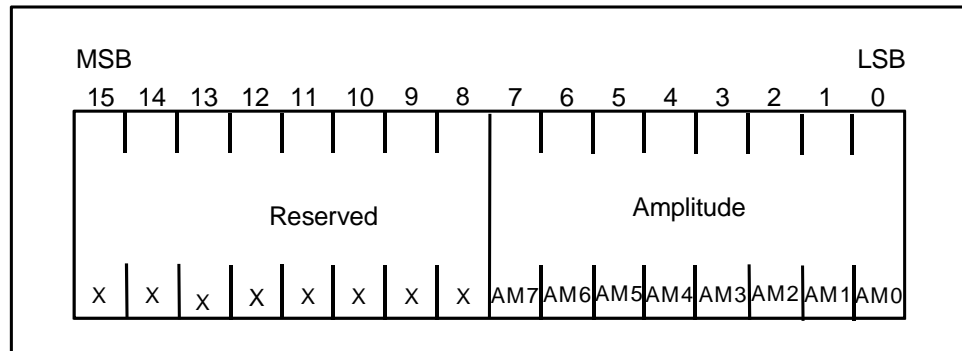 MSB LSB
15 14 13 12 11 10 9 8 7 6 5 4 3 2 1 0
Reserved Amplitude
X X X X X X X X AM7 AM6 AM5 AM4 AM3 AM2 AM1 AM0